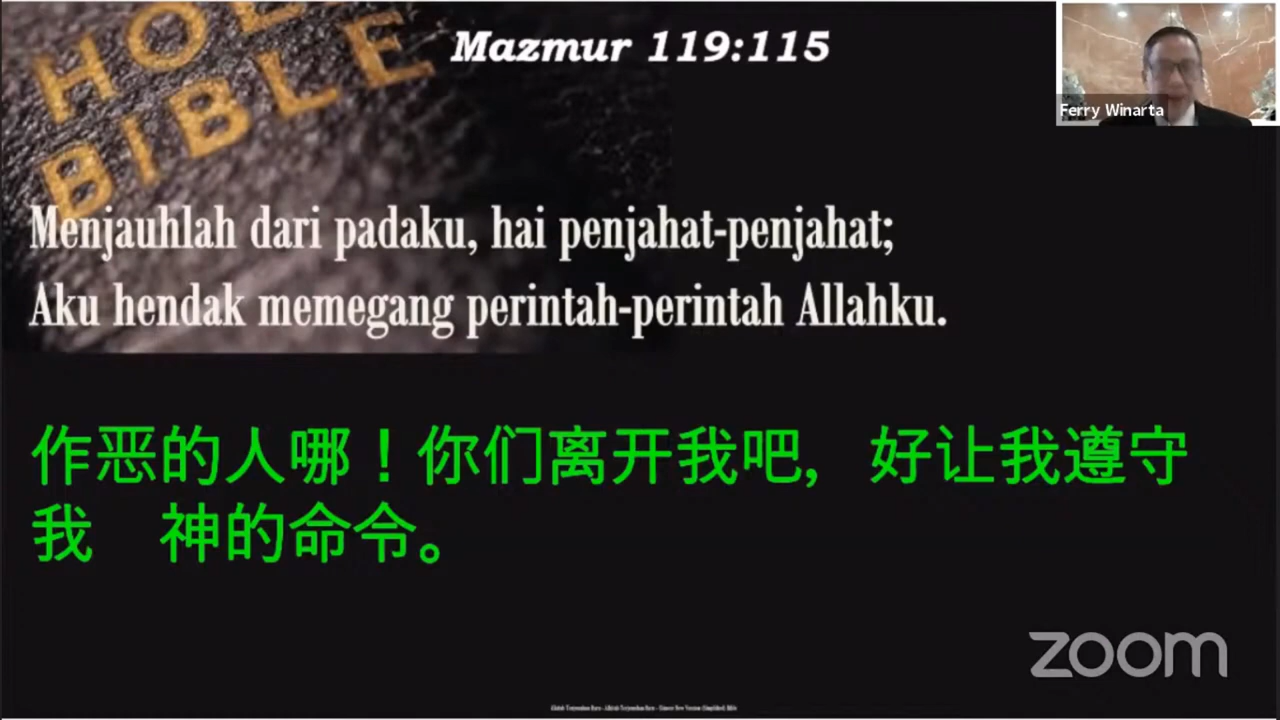 HOL
BIBLE
Mazmur 119:115
Ferry Winarta
Menjauhlah dari padaku, hai penjahat-penjahat;
Aku hendak memegang perintah-perintah Allahku.
作恶的人哪！你们离开我吧，好让我遵守
我　神的命令。
zoom